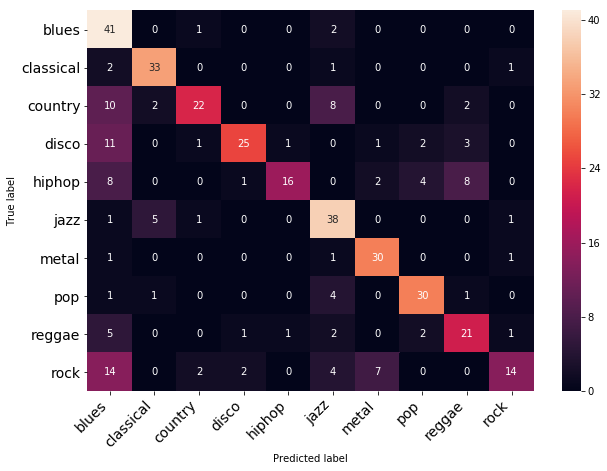 blues 41 0 1 0 0 2 0 0 0 0
classical 2 33 0 0 0 1 0 0 0 1
country 10 2 22 0 0 8 0 0 2 0
disco 11 0 1 25 1 0 1 2 3 0
hiphop 8 0 0 1 16 0 2 4 8 0
jazz 1 5 1 0 0 38 0 0 0 1
metal 1 0 0 0 0 1 30 0 0 1
pop 1 1 0 0 0 4 0 30 1 0
reggae 5 0 0 1 1 2 0 2 21 1
rock 14 0 2 2 0 4 7 0 0 14
True label
blues classical country disco hiphop jazz metal pop reggae rock
Predicted label
40
32
24
16
8
0